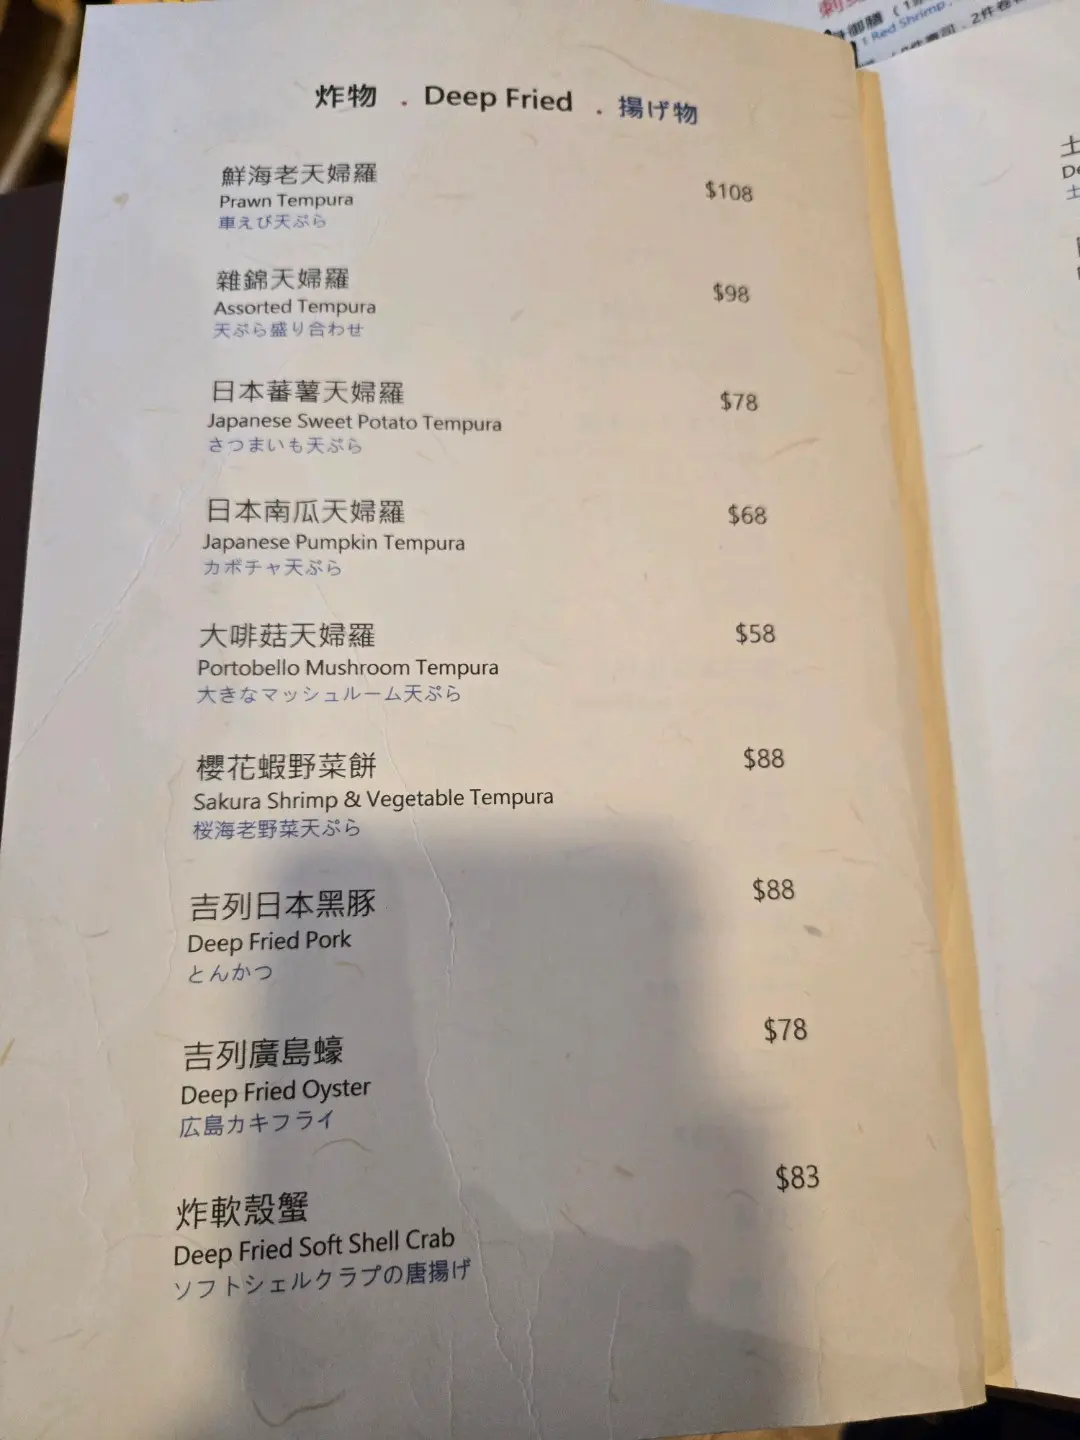 炸物 . Deep Fried . 揚げ物
鮮海老天婦羅
Prawn Tempura
車えび天ぷら
$108
雜錦天婦羅
Assorted Tempura
天ぷら盛り合わせ
$98
日本蕃薯天婦羅
Japanese Sweet Potato Tempura
さつまいも天ぷら
$78
日本南瓜天婦羅
Japanese Pumpkin Tempura
カボチャ天ぷら
$68
大啡菇天婦羅
Portobello Mushroom Tempura
大きなマッシュルーム天ぷら
$58
櫻花蝦野菜餅
Sakura Shrimp & Vegetable Tempura
桜海老野菜天ぷら
$88
吉列日本黑豚
Deep Fried Pork
とんかつ
$88
吉列廣島蠔
Deep Fried Oyster
広島カキフライ
$78
炸軟殼蟹
Deep Fried Soft Shell Crab
ソフトシェルクラブの唐揚げ
$83
御膳
1 Red Shrimp
土
De
土